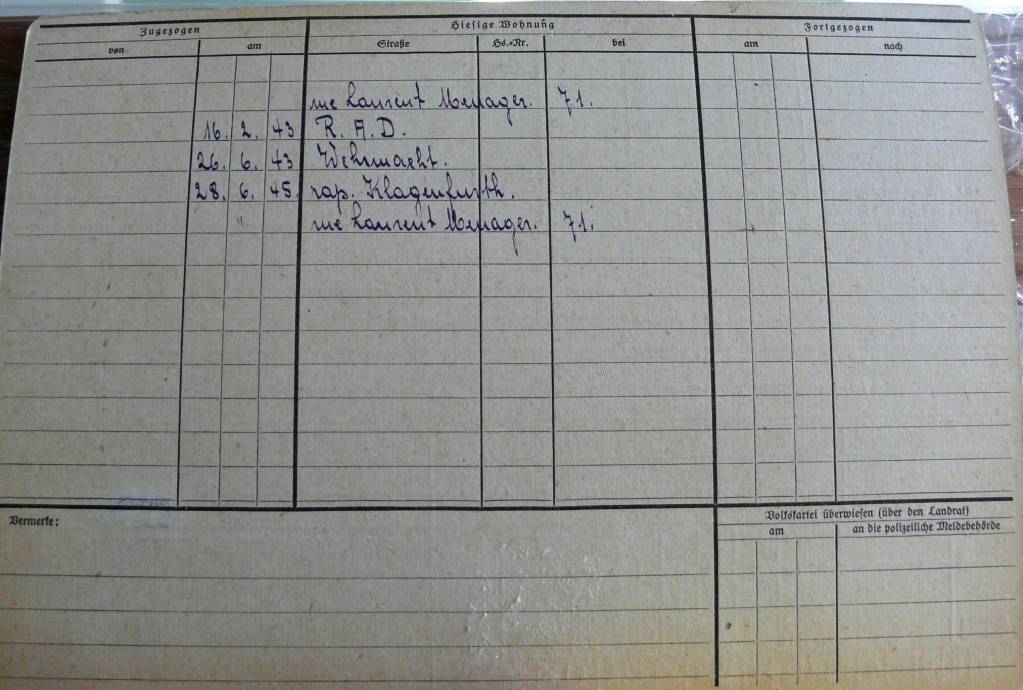 Zugezogen Hiesige Wohnung Fortgezogen
von am Straße Hs.-Nr. bei am nach
rue Laurent Menager. 71.
16. 2. 43 R. A. D.
26. 6. 43 Wehrmacht.
28. 6. 45 rap. Klagenfurth.
" rue Laurent Menager. 71.
Vermerke:
Volkskartei überwiesen (über den Landrat)
am an die polizeiliche Meldebehörde